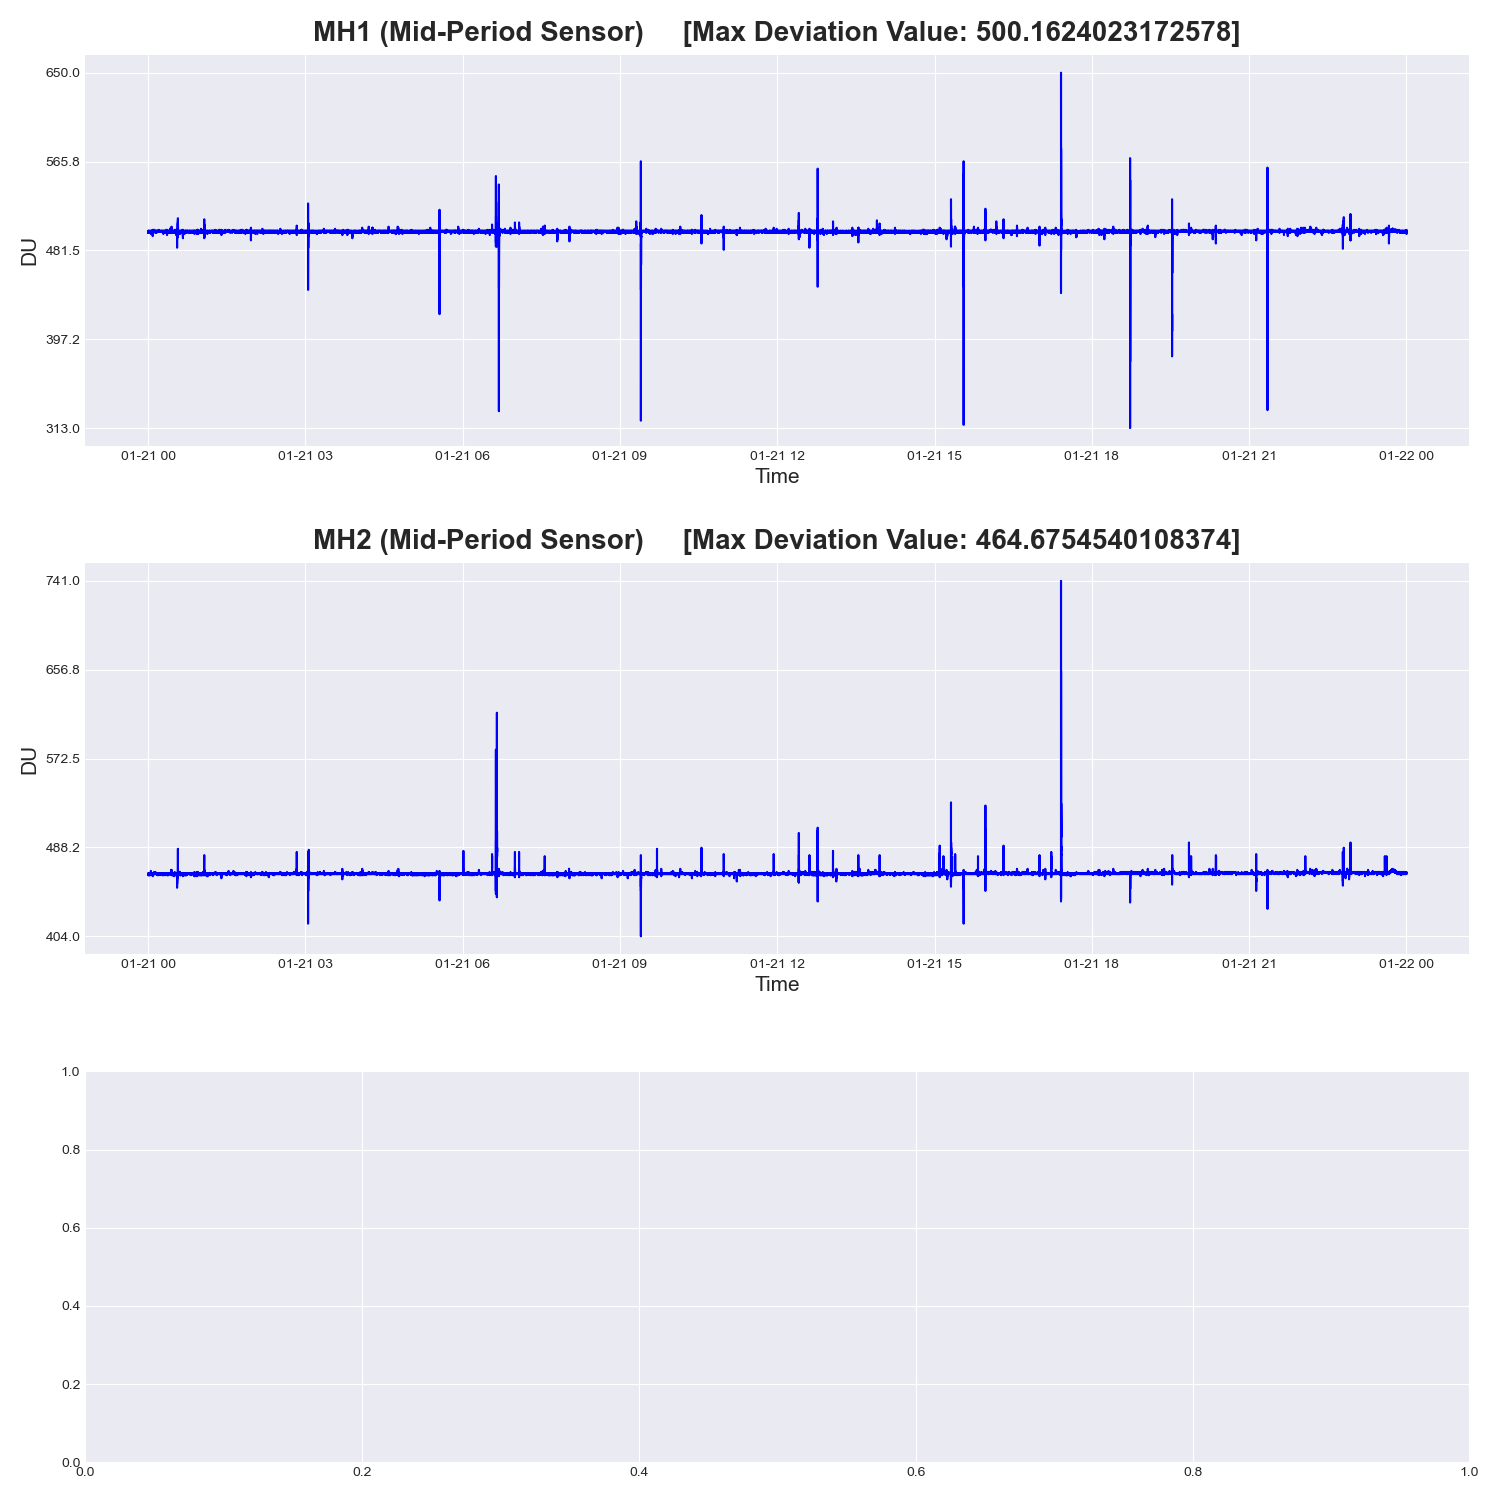 MH1 (Mid-Period Sensor) [Max Deviation Value: 500.1624023172578]
650.0
565.8
481.5
397.2
313.0
DU
01-21 00 01-21 03 01-21 06 01-21 09 01-21 12 01-21 15 01-21 18 01-21 21 01-22 00
Time
MH2 (Mid-Period Sensor) [Max Deviation Value: 464.6754540108374]
741.0
656.8
572.5
488.2
404.0
DU
01-21 00 01-21 03 01-21 06 01-21 09 01-21 12 01-21 15 01-21 18 01-21 21 01-22 00
Time
1.0
0.8
0.6
0.4
0.2
0.0
0.0 0.2 0.4 0.6 0.8 1.0